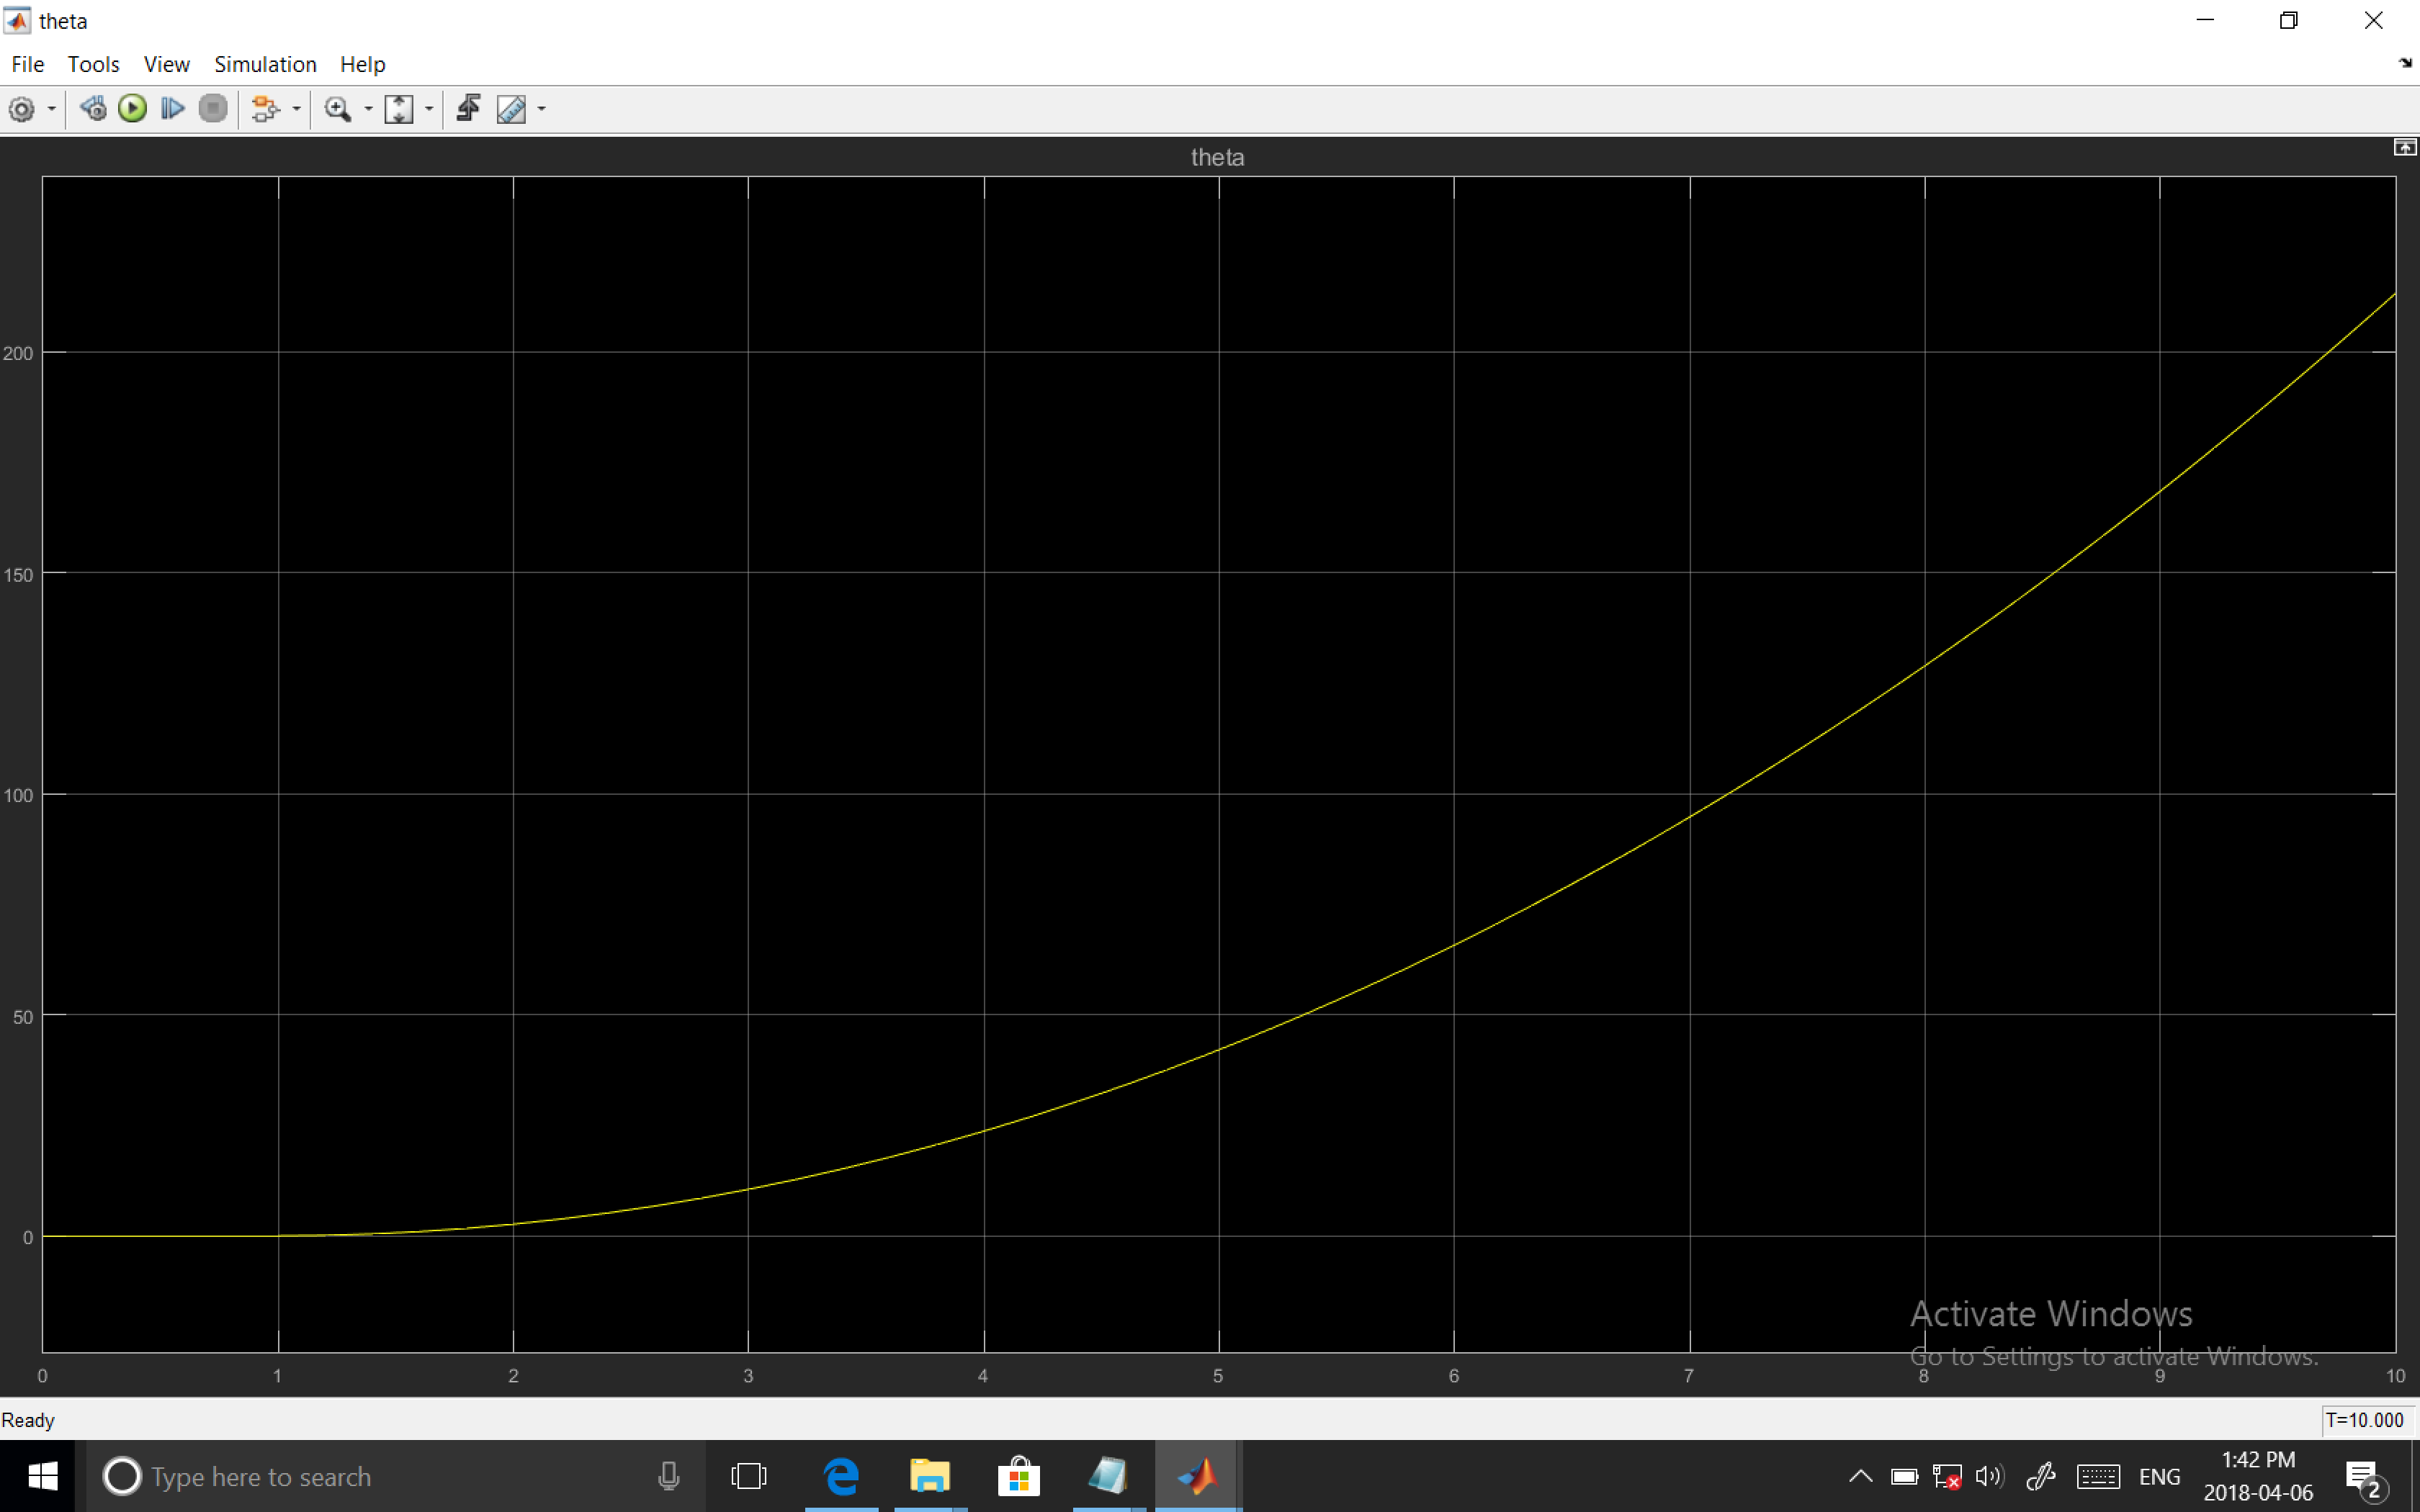 theta
File Tools View Simulation Help
theta
200
150
100
50
0
0 1 2 3 4 5 6 7 8 9 10
Activate Windows
Go to Settings to activate Windows.
Ready
T=10.000
Type here to search
ENG
1:42 PM
2018-04-06
2